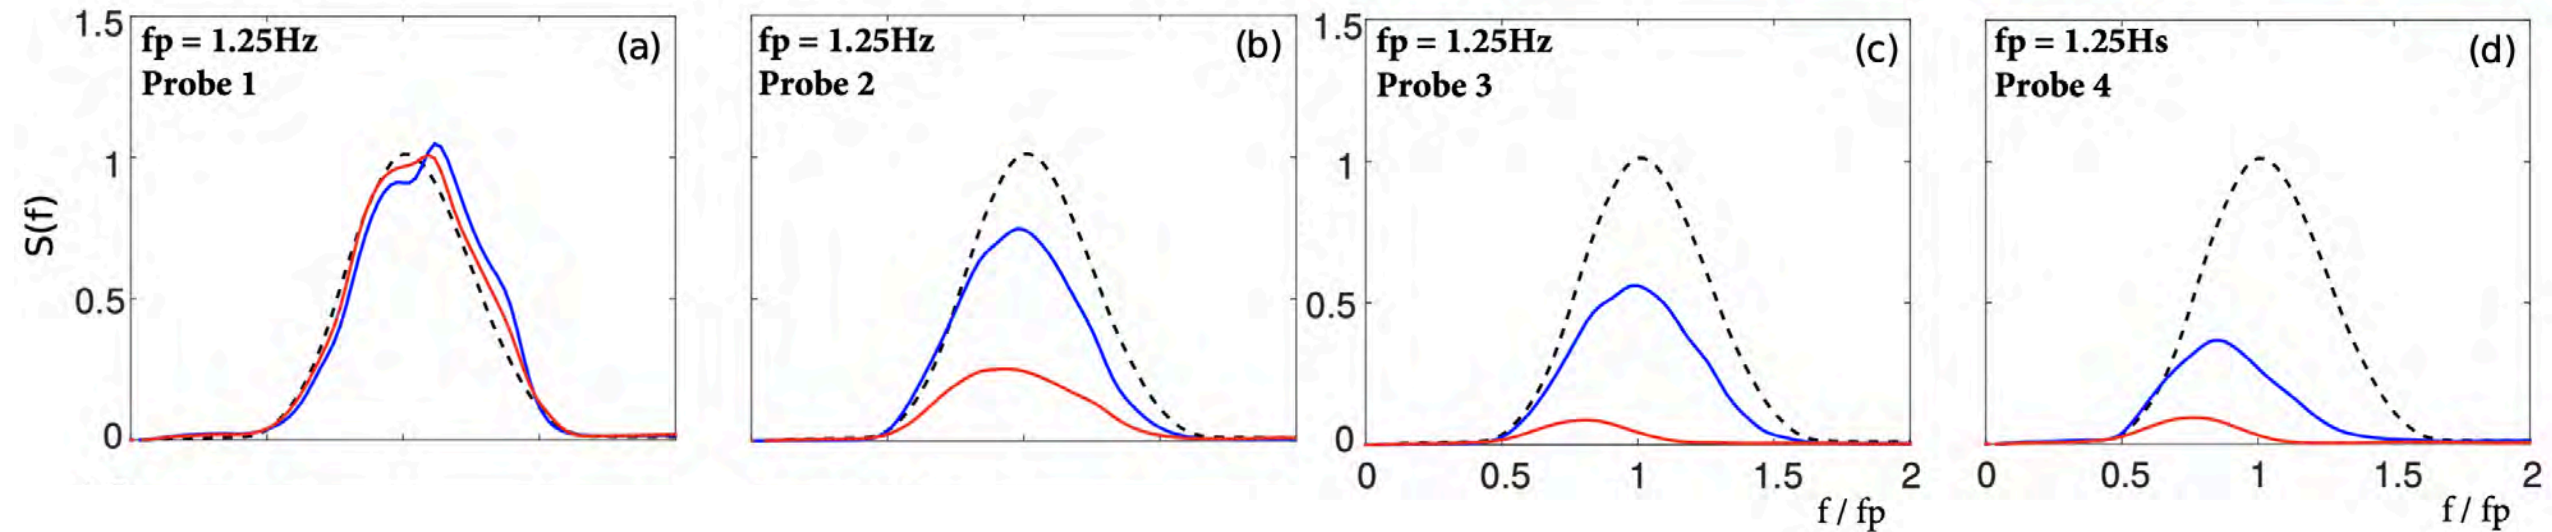 1.5
fp = 1.25Hz
(a)
Probe 1
1
0.5
0
S(f)
fp = 1.25Hz
(b)
Probe 2
1.5
fp = 1.25Hz
(c)
Probe 3
1
0.5
0
0 0.5 1 1.5 2
f / fp
fp = 1.25Hs
(d)
Probe 4
0 0.5 1 1.5 2
f / fp